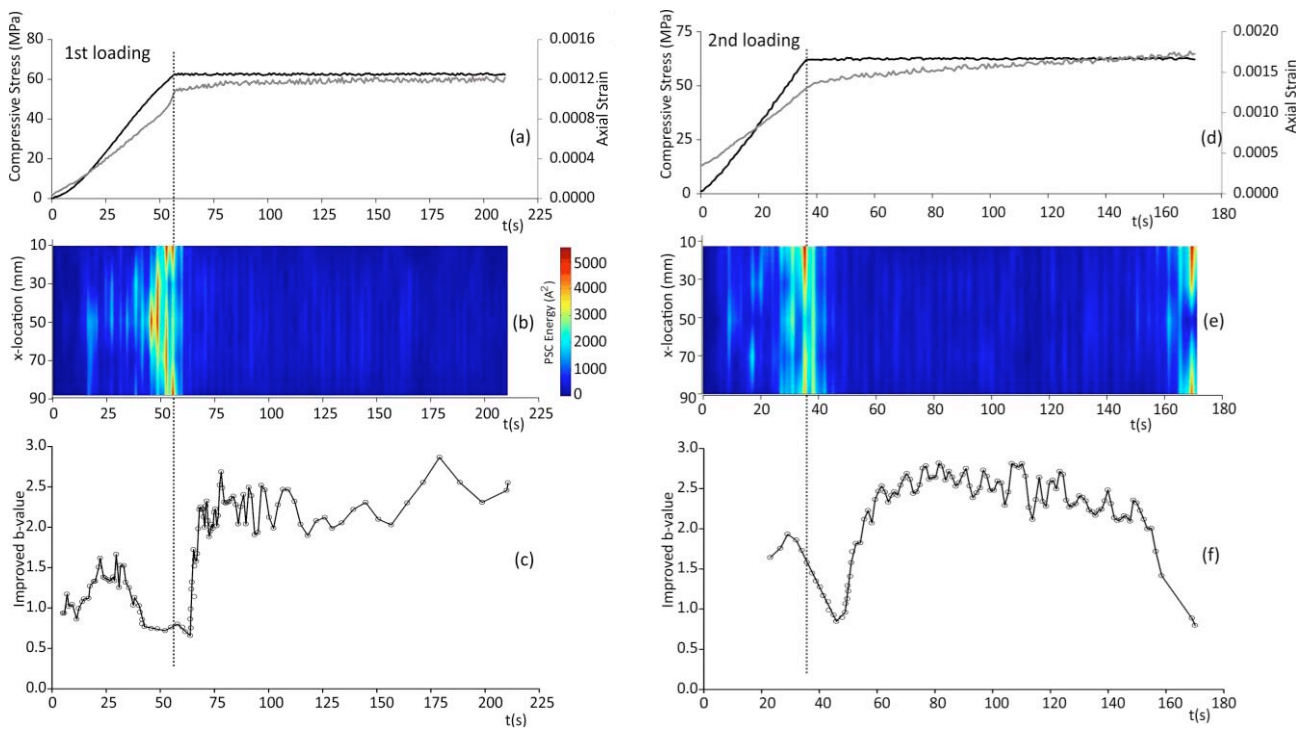 1st loading
Compressive Stress (MPa)
80
60
40
20
0
0.0016
0.0012
0.0008
0.0004
0.0000
Axial Strain
(a)
0 25 50 75 100 125 150 175 200 225
t(s)
x-location (mm)
10
30
50
70
90
(b)
PSC Energy (A²)
5000
4000
3000
2000
1000
0
0 25 50 75 100 125 150 175 200 225
t(s)
Improved b-value
3.0
2.5
2.0
1.5
1.0
0.5
0.0
(c)
0 25 50 75 100 125 150 175 200 225
t(s)
2nd loading
Compressive Stress (MPa)
75
50
25
0
0.0020
0.0015
0.0010
0.0005
0.0000
Axial Strain
(d)
0 20 40 60 80 100 120 140 160 180
t(s)
x-location (mm)
10
30
50
70
90
(e)
0 20 40 60 80 100 120 140 160 180
t(s)
Improved b-value
3.0
2.5
2.0
1.5
1.0
0.5
0.0
(f)
0 20 40 60 80 100 120 140 160 180
t(s)